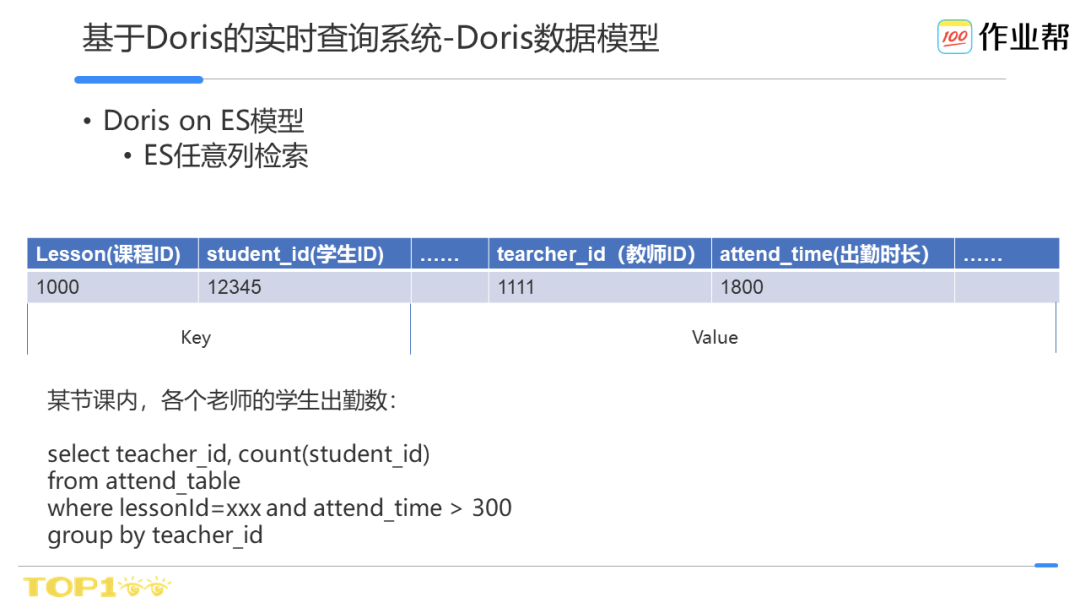 基于Doris的实时查询系统-Doris数据模型
100 作业帮
• Doris on ES模型
• ES任意列检索
Lesson(课程ID) student_id(学生ID) …… tearcher_id（教师ID） attend_time(出勤时长） ……
1000 12345 1111 1800
Key Value
某节课内，各个老师的学生出勤数：
select teacher_id, count(student_id)
from attend_table
where lessonId=xxx and attend_time > 300
group by teacher_id
TOP100